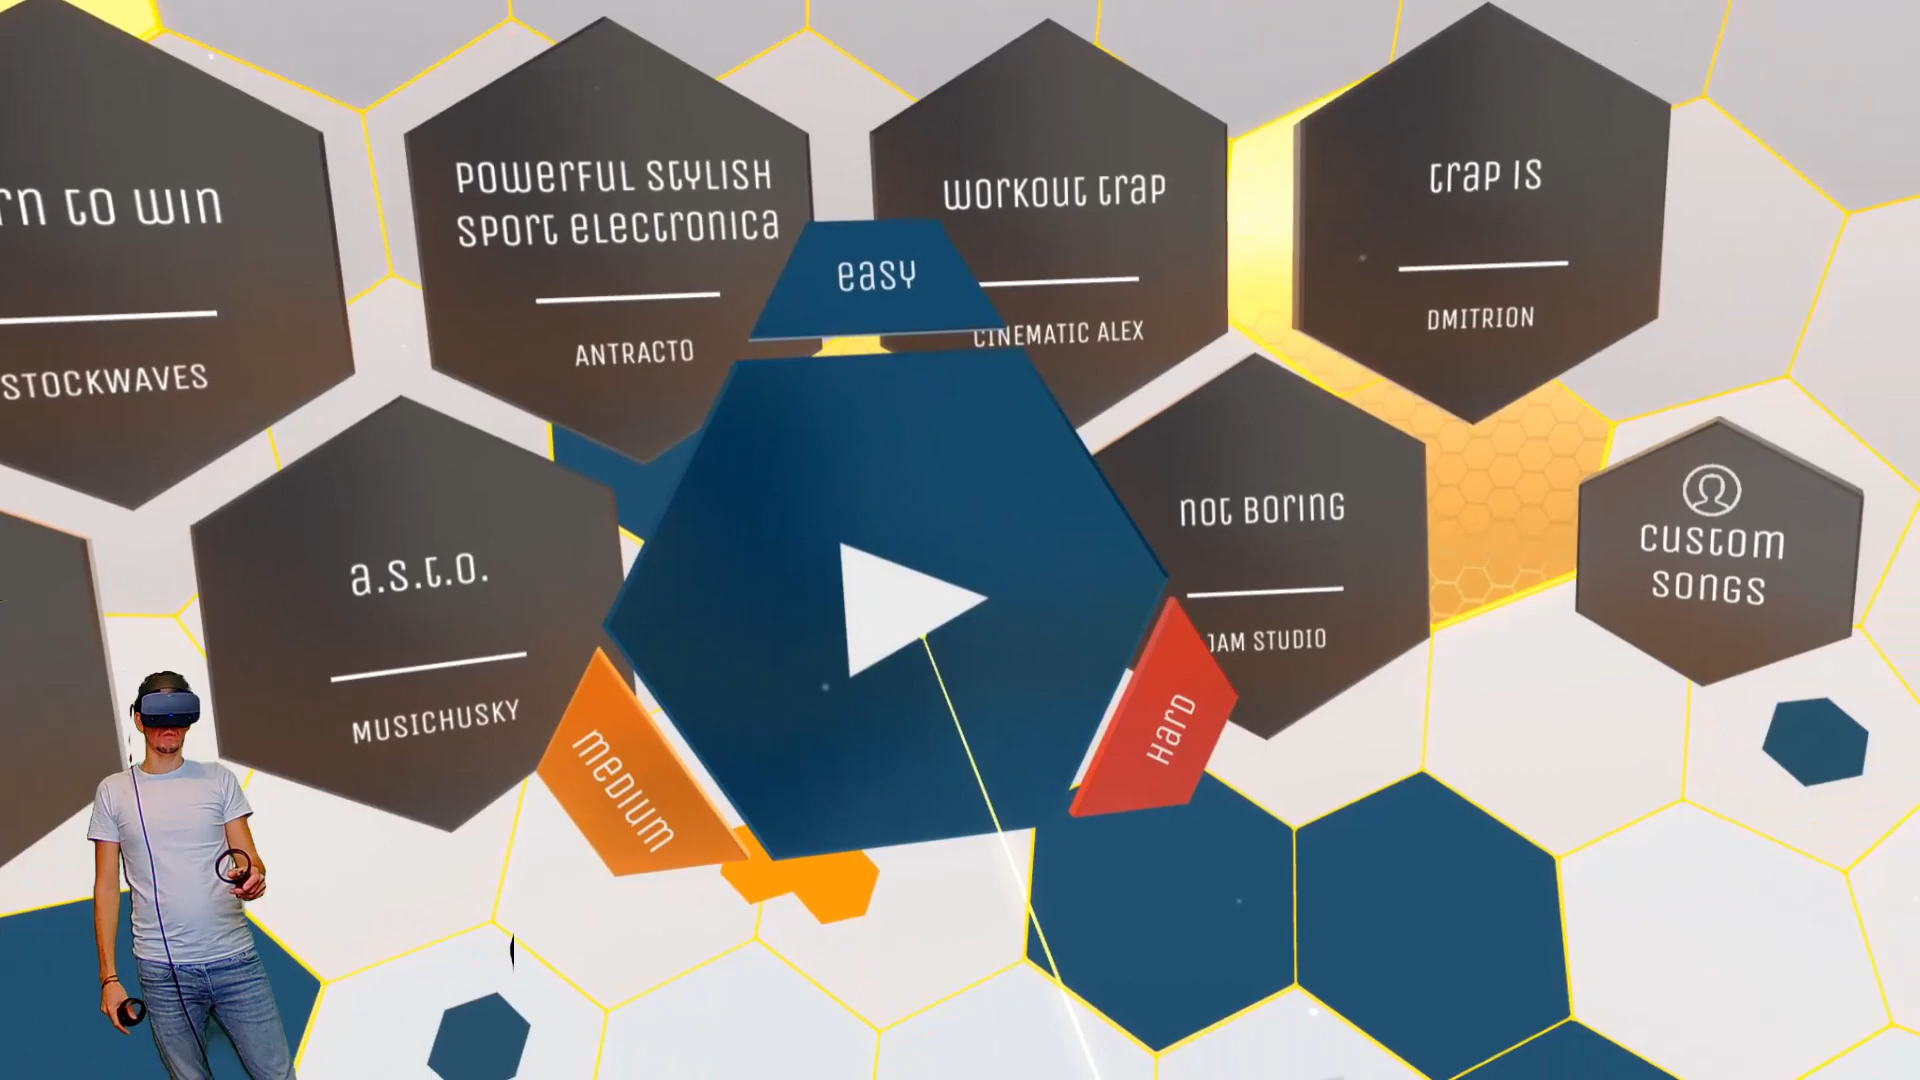 rn to win
STOCKWAVES
Powerful Stylish
Sport Electronica
ANTRACTO
Workout Trap
CINEMATIC ALEX
Trap Is
DMITRION
easy
a.s.t.o.
MUSICHUSKY
Not Boring
JAM STUDIO
custom
songs
medium
Hard